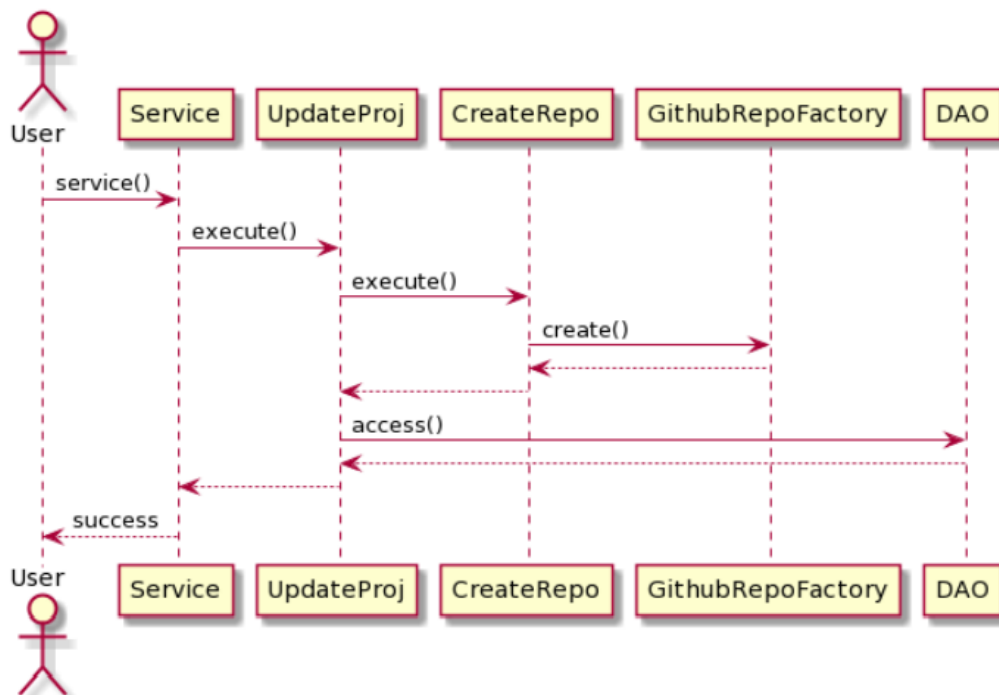 User
Service
UpdateProj
CreateRepo
GithubRepoFactory
DAO
service()
execute()
execute()
create()
access()
success
User
Service
UpdateProj
CreateRepo
GithubRepoFactory
DAO